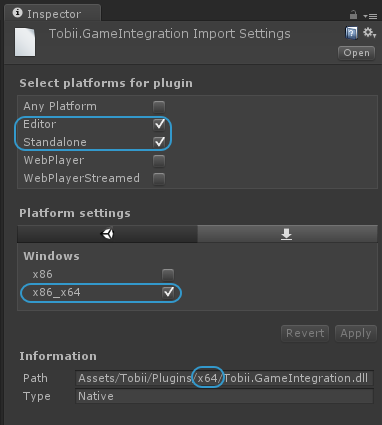 Inspector
Tobii.GameIntegration Import Settings
Open
Select platforms for plugin
Any Platform
Editor
Standalone
WebPlayer
WebPlayerStreamed
Platform settings
Windows
x86
x86_x64
Revert Apply
Information
Path Assets/Tobii/Plugins/x64/Tobii.GameIntegration.dll
Type Native